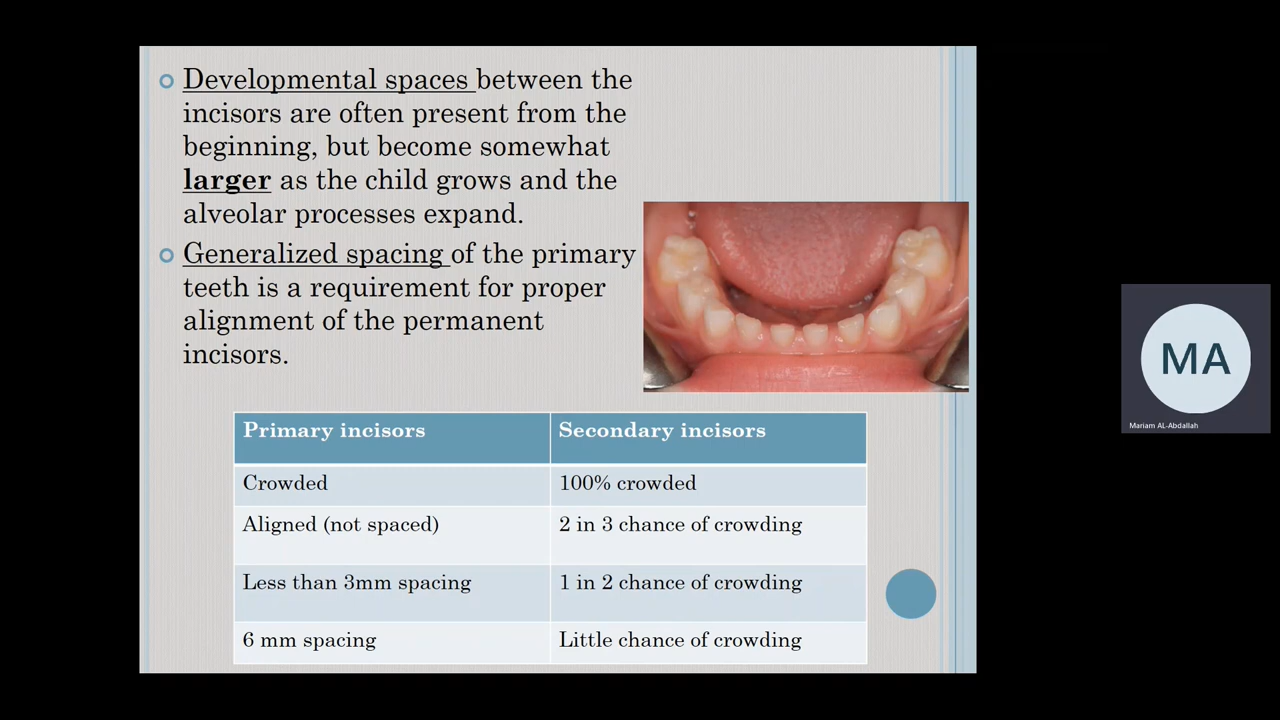 Developmental spaces between the
incisors are often present from the
beginning, but become somewhat
larger as the child grows and the
alveolar processes expand.
Generalized spacing of the primary
teeth is a requirement for proper
alignment of the permanent
incisors.
Primary incisors Secondary incisors
Crowded 100% crowded
Aligned (not spaced) 2 in 3 chance of crowding
Less than 3mm spacing 1 in 2 chance of crowding
6 mm spacing Little chance of crowding
MA
Mariam AL-Abdallah